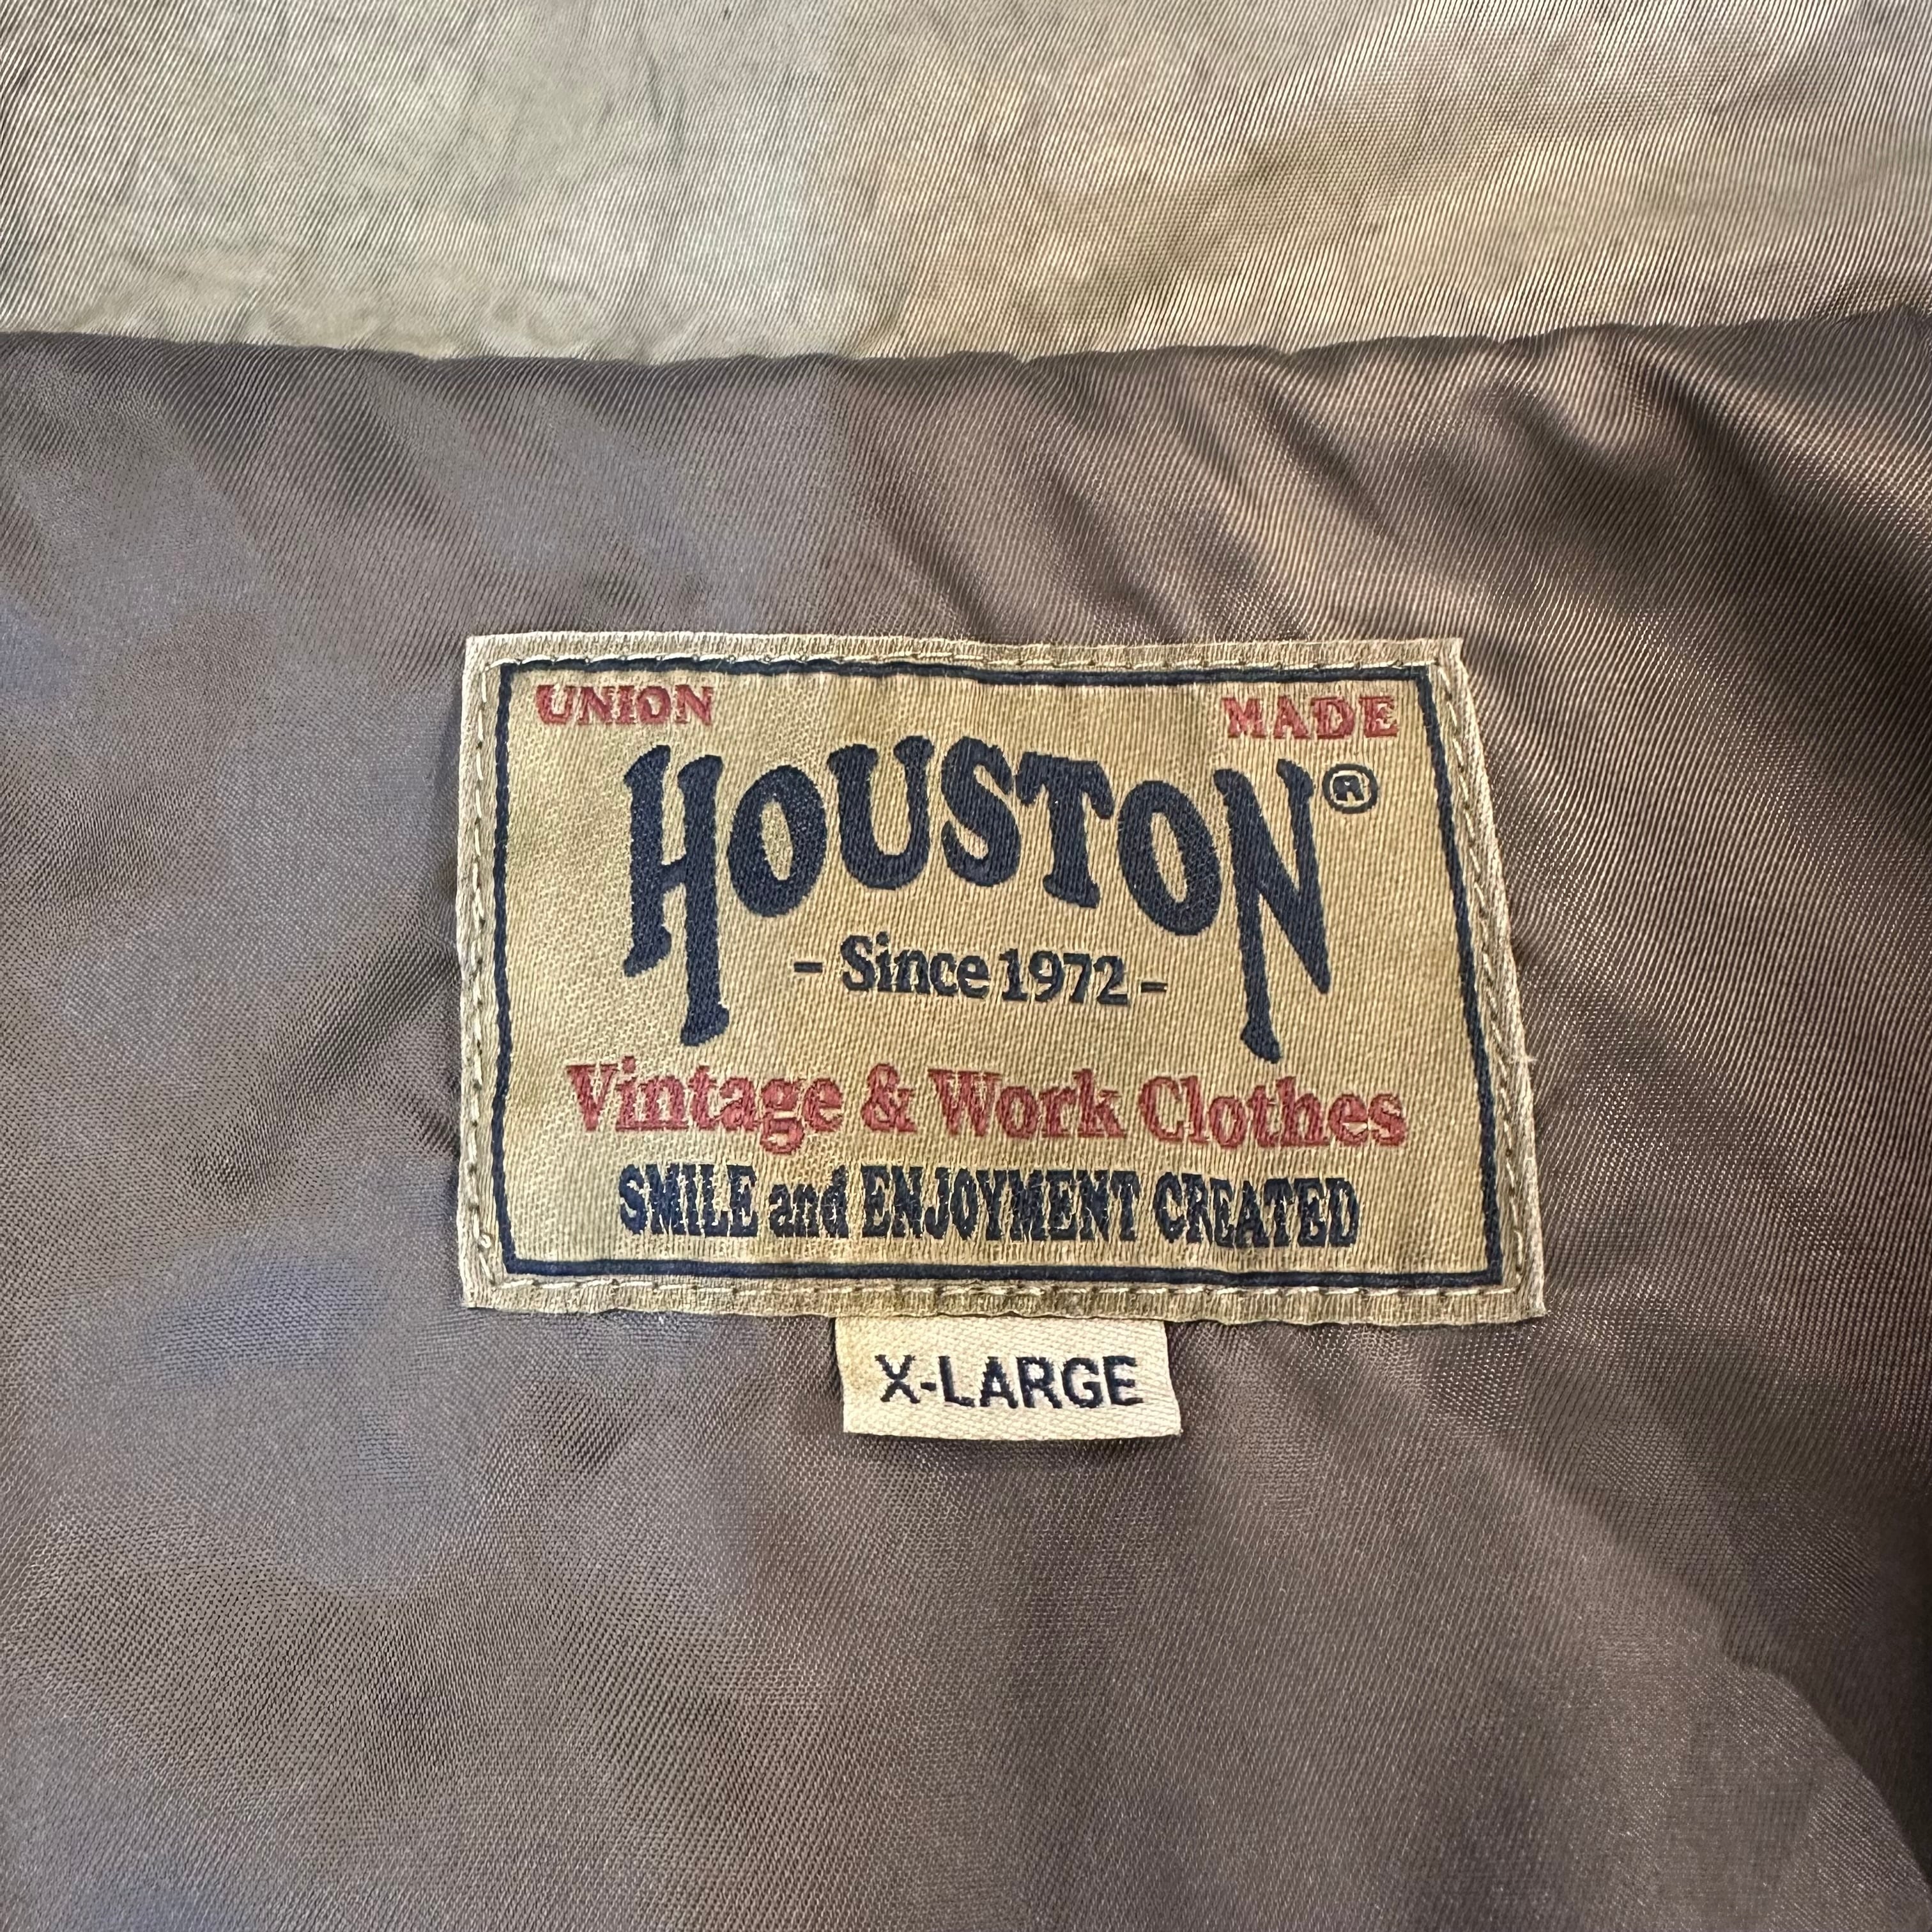 UNION MADE
HOUSTON®
- Since 1972 -
Vintage & Work Clothes
SMILE and ENJOYMENT CREATED
X-LARGE